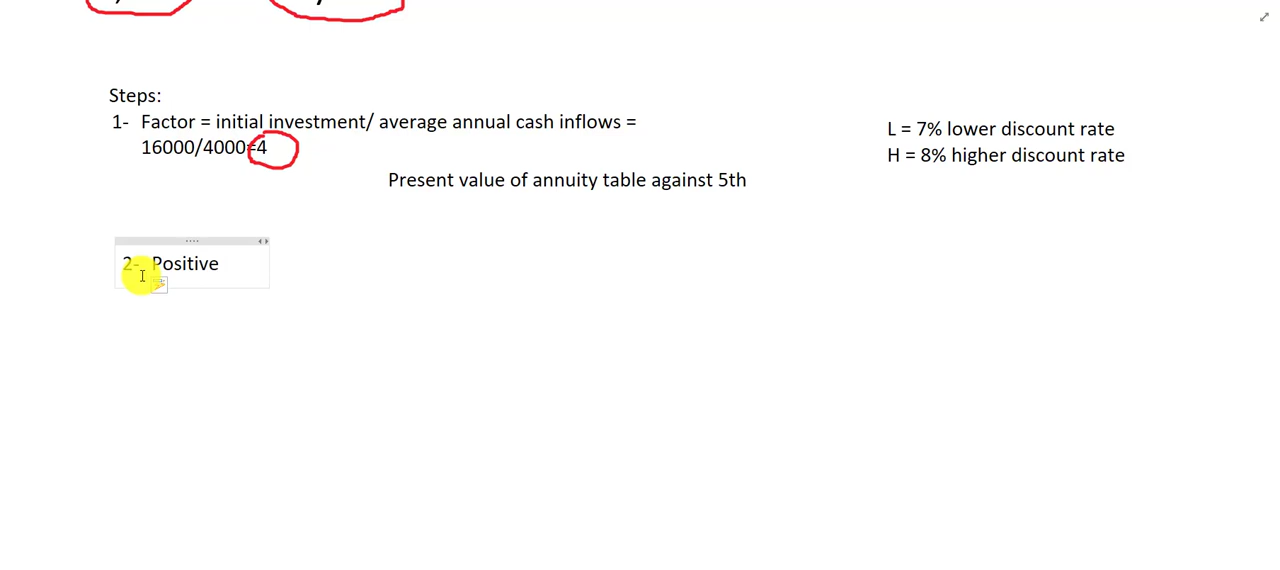 Steps:
1- Factor = initial investment/ average annual cash inflows =
16000/4000=4
L = 7% lower discount rate
H = 8% higher discount rate
Present value of annuity table against 5th
2- Positive